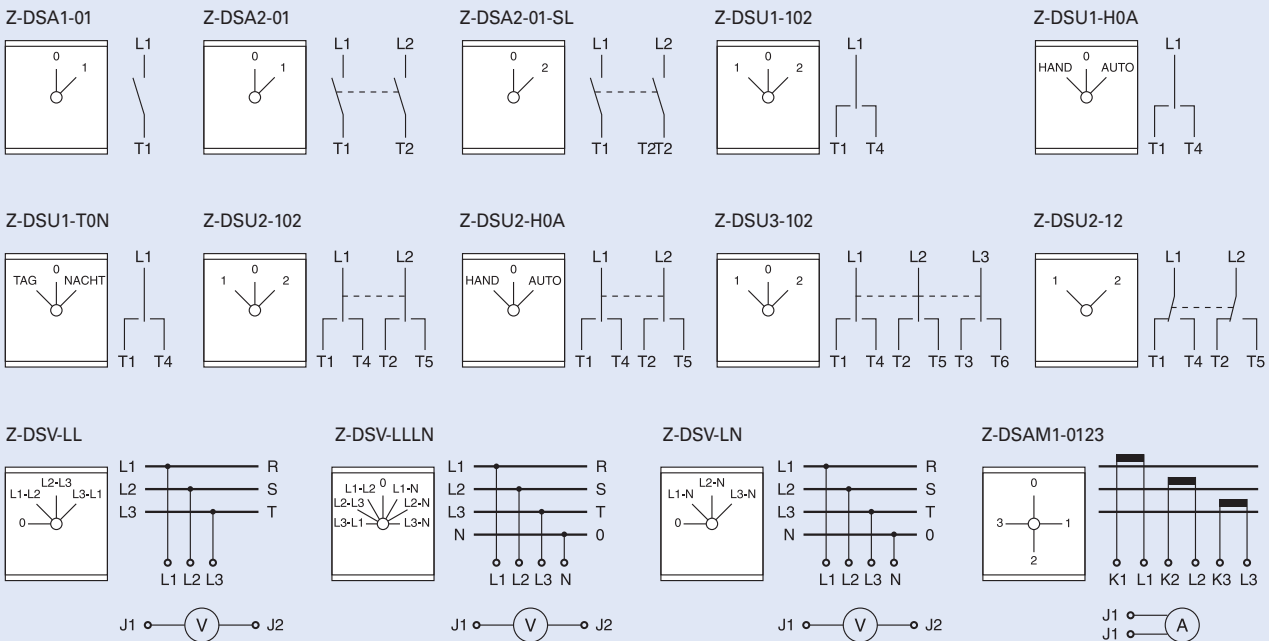 Z-DSA1-01 Z-DSA2-01 Z-DSA2-01-SL Z-DSU1-102 Z-DSU1-H0A
L1 L1 L2 L1 L2 L1 L1
0 1 0 1 0 2 1 0 2 HAND 0 AUTO
T1 T1 T2 T1 T2T2 T1 T4 T1 T4
Z-DSU1-T0N Z-DSU2-102 Z-DSU2-H0A Z-DSU3-102 Z-DSU2-12
L1 L1 L2 L1 L2 L1 L2 L3 L1 L2
TAG 0 NACHT 1 0 2 HAND 0 AUTO 1 0 2 1 2
T1 T4 T1 T4 T2 T5 T1 T4 T2 T5 T1 T4 T2 T5 T3 T6 T1 T4 T2 T5
Z-DSV-LL Z-DSV-LLLN Z-DSV-LN Z-DSAM1-0123
L1 R L1 R L1 R
L2-L3 0 L2-N 0
L1-L2 L3-L1 L1-L2 L1-N L1-N L3-N
L2 S L2 S L2 S
L2-L3 L2-N
L3 T L3 T L3 T
0 L3-L1 L3-N 0 3 1
N 0 N 0
2
L1 L2 L3 L1 L2 L3 N L1 L2 L3 N K1 L1 K2 L2 K3 L3
J1 V J2 J1 V J2 J1 V J2 J1 A
J1